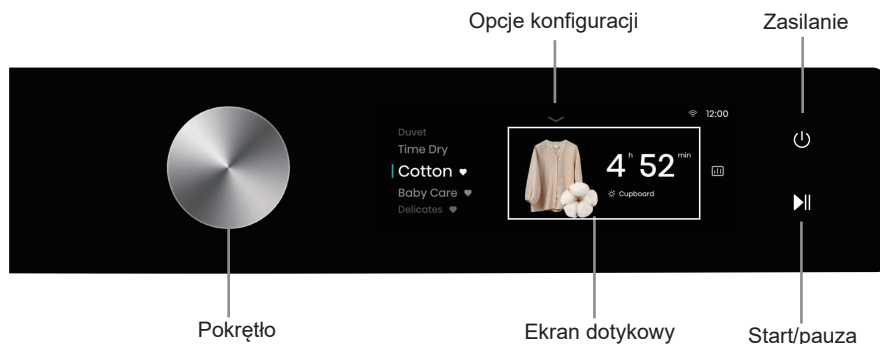 Opcje konfiguracji
Zasilanie
12:00
Duvet
Time Dry
Cotton
Baby Care
Delicates
4 h 52 min
Cupboard
Pokrętło
Ekran dotykowy
Start/pauza